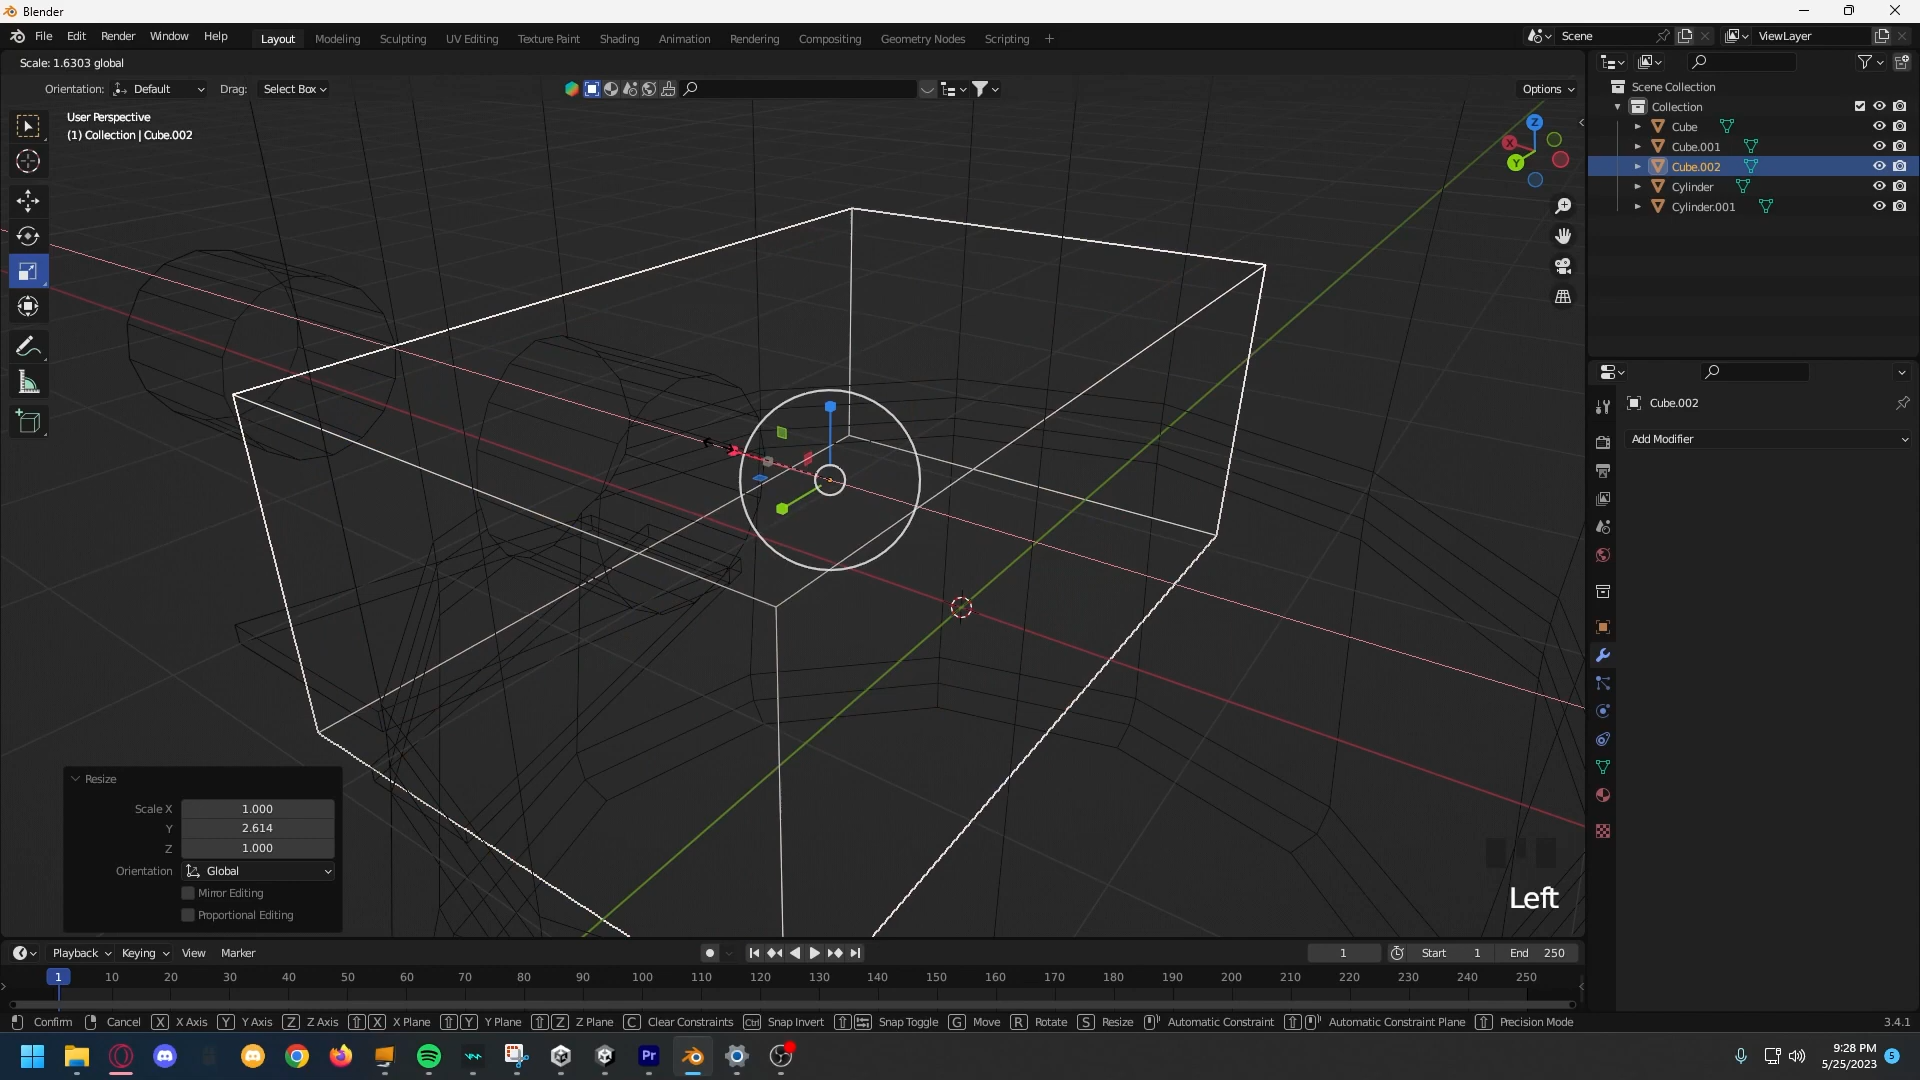 Blender
File Edit Render Window Help
Layout Modeling Sculpting UV Editing Texture Paint Shading Animation Rendering Compositing Geometry Nodes Scripting
Scene
ViewLayer
Scale: 1.6303 global
Orientation: Default Drag: Select Box
Options
User Perspective
(1) Collection | Cube.002
Z
X
Y
Scene Collection
Collection
Cube
Cube.001
Cube.002
Cylinder
Cylinder.001
Cube.002
Add Modifier
Resize
Scale X 1.000
Y 2.614
Z 1.000
Orientation Global
Mirror Editing
Proportional Editing
Left
Playback Keying View Marker
1 Start 1 End 250
1 10 20 30 40 50 60 70 80 90 100 110 120 130 140 150 160 170 180 190 200 210 220 230 240 250
Confirm Cancel X X Axis Y Y Axis Z Z Axis X X Plane Y Y Plane Z Z Plane C Clear Constraints Ctrl Snap Invert Snap Toggle G Move R Rotate S Resize Automatic Constraint Automatic Constraint Plane Precision Mode
3.4.1
Pr
9:28 PM
5/25/2023
5